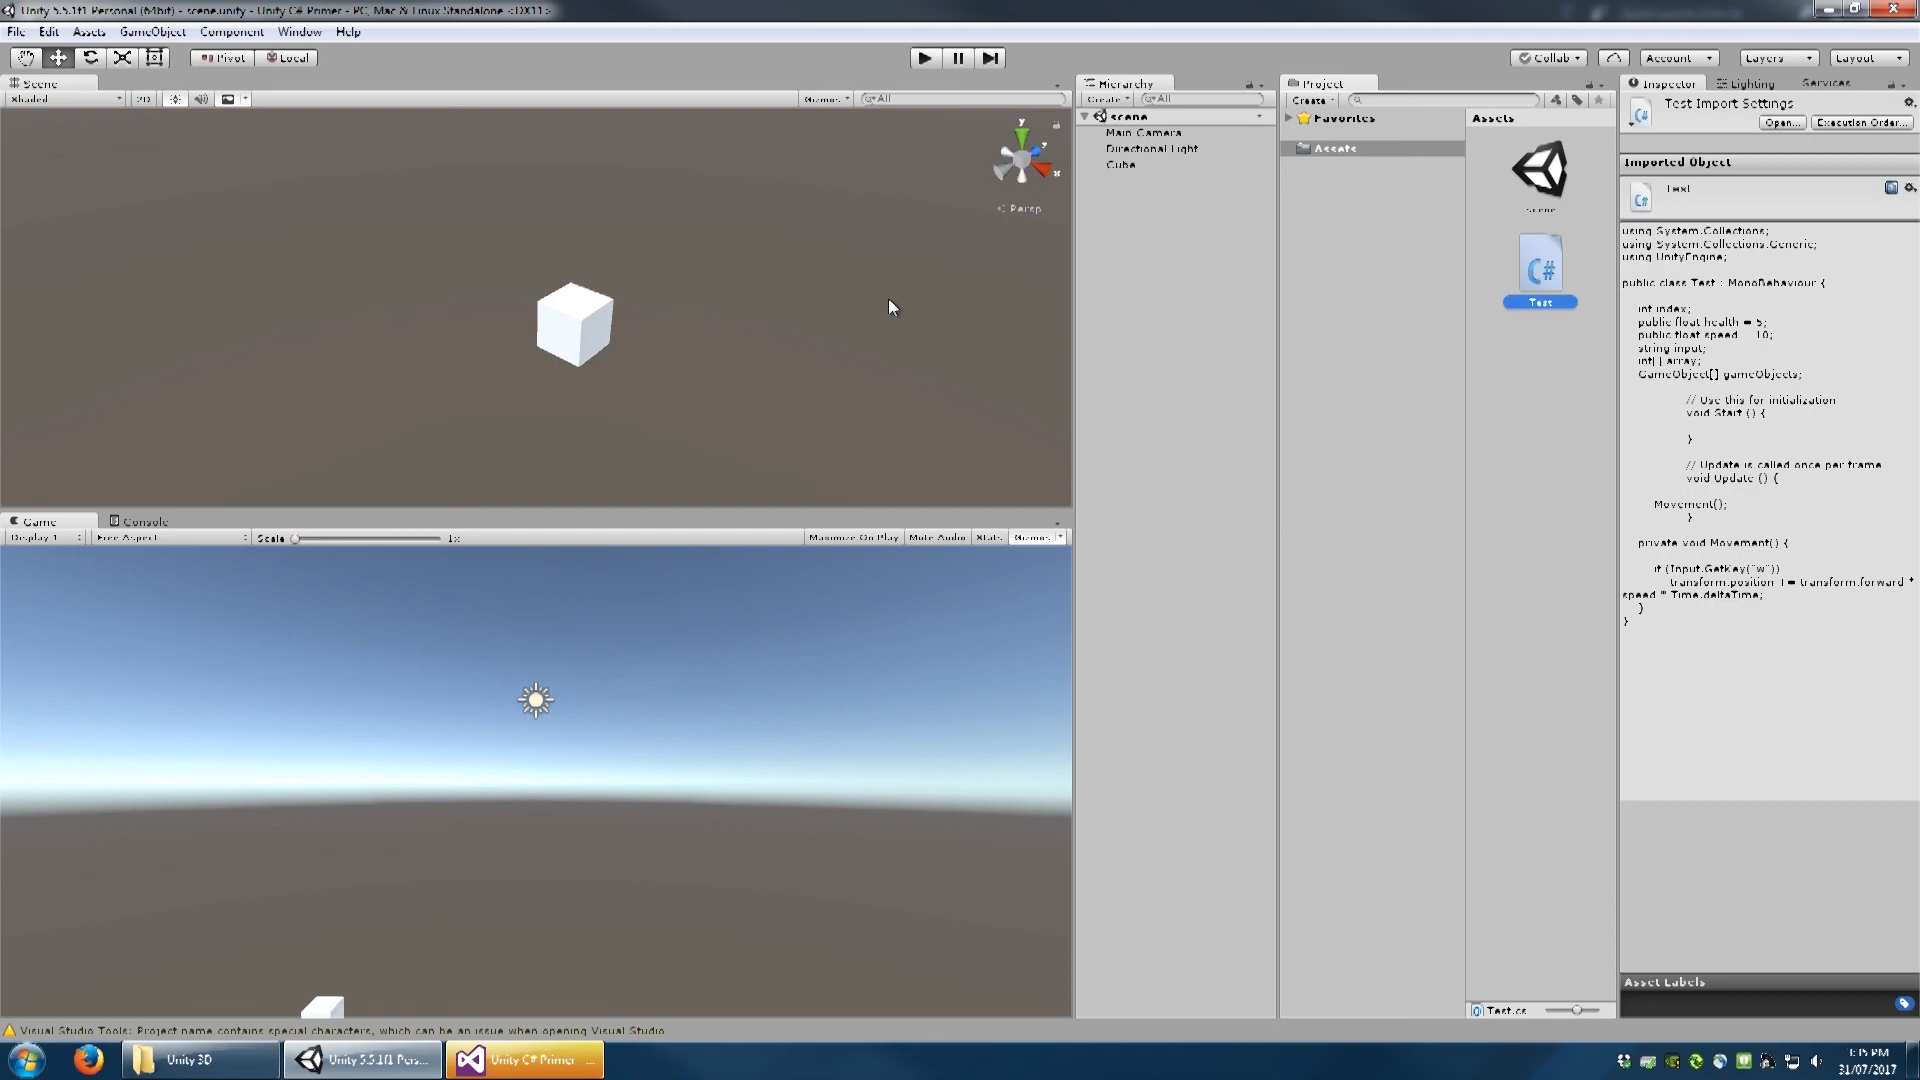 Unity 5.5.1f1 Personal (64bit) - scene.unity - Unity C# Primer - PC, Mac & Linux Standalone <DX11>
File Edit Assets GameObject Component Window Help
Pivot Local Collab Account Layers Layout
Scene
Shaded 2D Gizmos All
Persp
Game Console
Display 1 Free Aspect Scale 1x Maximize On Play Mute Audio Stats Gizmos
Hierarchy
Create All
scene
Main Camera
Directional Light
Cube
Project
Create
Favorites
Assets
Assets
scene
C#
Test
Test.cs
Inspector Lighting Services
C# Test Import Settings
Open... Execution Order...
Imported Object
C# Test
using System.Collections;
using System.Collections.Generic;
using UnityEngine;
public class Test : MonoBehaviour {
int index;
public float health = 5;
public float speed = 10;
string input;
int[] array;
GameObject[] gameObjects;
// Use this for initialization
void Start () {
}
// Update is called once per frame
void Update () {
Movement();
}
private void Movement() {
if (Input.GetKey("w"))
transform.position += transform.forward *
speed * Time.deltaTime;
}
}
Asset Labels
Visual Studio Tools: Project name contains special characters, which can be an issue when opening Visual Studio
Unity 3D Unity 5.5.1f1 Pers... Unity C# Primer ...
31/07/2017